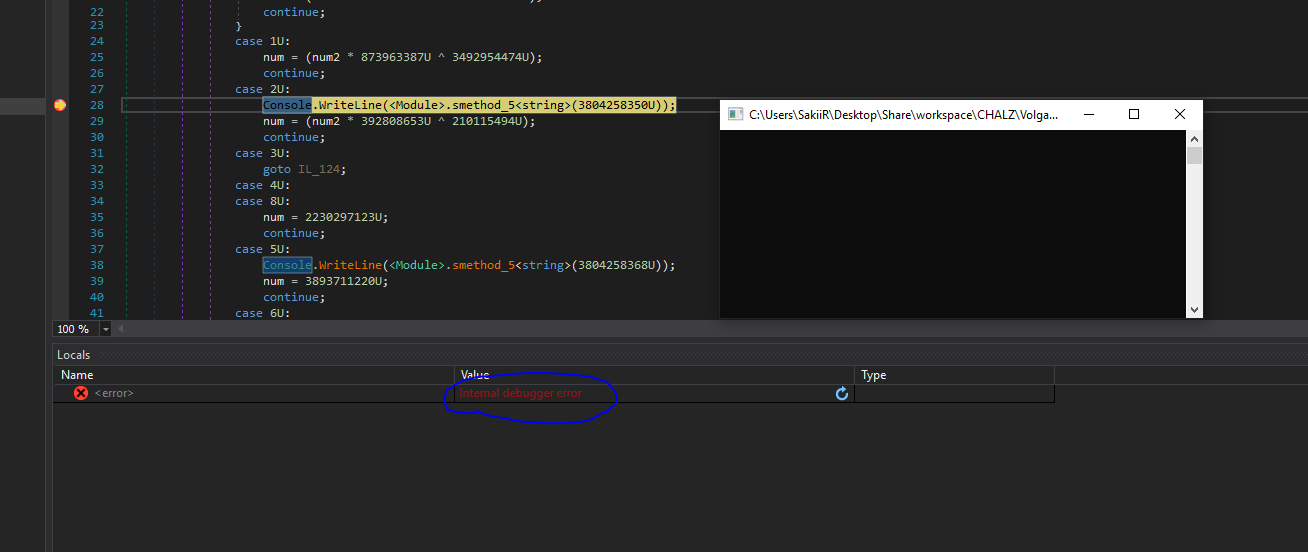 22 continue;
23 }
24 case 1U:
25 num = (num2 * 873963387U ^ 3492954474U);
26 continue;
27 case 2U:
28 Console.WriteLine(<Module>.smethod_5<string>(3804258350U));
29 num = (num2 * 392808653U ^ 210115494U);
30 continue;
31 case 3U:
32 goto IL_124;
33 case 4U:
34 case 8U:
35 num = 2230297123U;
36 continue;
37 case 5U:
38 Console.WriteLine(<Module>.smethod_5<string>(3804258368U));
39 num = 3893711220U;
40 continue;
41 case 6U:
C:\Users\SakiiR\Desktop\Share\workspace\CHALZ\Volga...
100 %
Locals
Name Value Type
<error> Internal debugger error